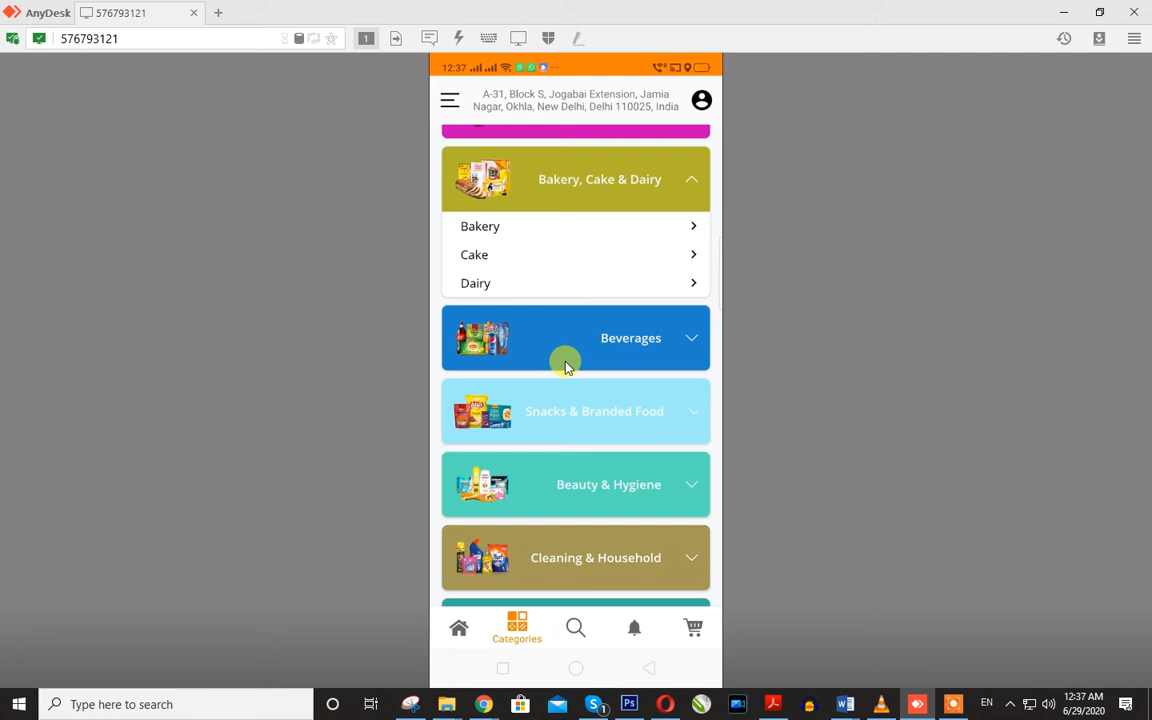 AnyDesk
576793121
576793121
1
12:37
A-31, Block S, Jogabai Extension, Jamia
Nagar, Okhla, New Delhi, Delhi 110025, India
Bakery, Cake & Dairy
Bakery
Cake
Dairy
Beverages
Snacks & Branded Food
Beauty & Hygiene
Cleaning & Household
Categories
Type here to search
Ps
EN
12:37 AM
6/29/2020